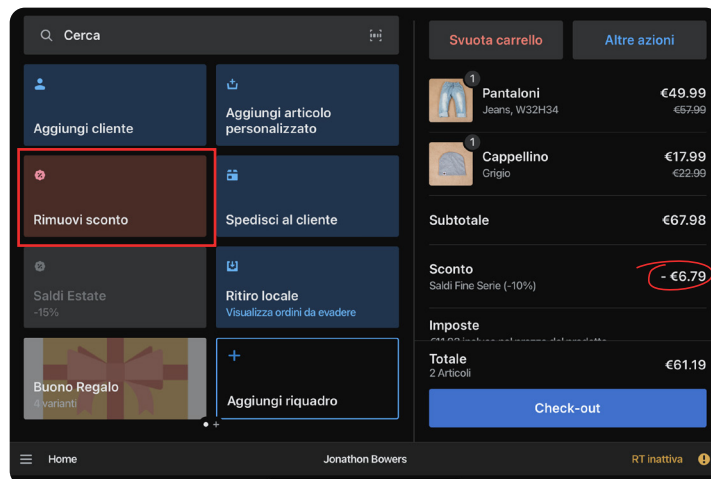 Cerca
Svuota carrello
Altre azioni
Aggiungi cliente
Aggiungi articolo
personalizzato
Rimuovi sconto
Spedisci al cliente
Saldi Estate
-15%
Ritiro locale
Visualizza ordini da evadere
Buono Regalo
4 varianti
Aggiungi riquadro
1
Pantaloni
€49.99
Jeans, W32H34
€57.99
1
Cappellino
€17.99
Grigio
€22.99
Subtotale
€67.98
Sconto
- €6.79
Saldi Fine Serie (-10%)
Imposte
Totale
€61.19
2 Articoli
Check-out
Home
Jonathon Bowers
RT inattiva